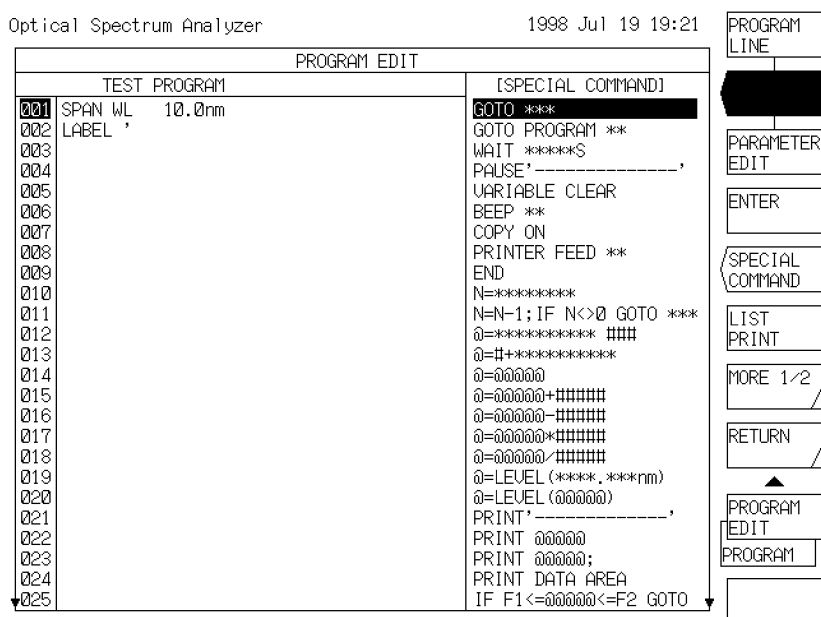 Optical Spectrum Analyzer
1998 Jul 19 19:21
PROGRAM EDIT
TEST PROGRAM
001 SPAN WL 10.0nm
002 LABEL '
003
004
005
006
007
008
009
010
011
012
013
014
015
016
017
018
019
020
021
022
023
024
025
[SPECIAL COMMAND]
GOTO ***
GOTO PROGRAM **
WAIT *****S
PAUSE'---------------'
VARIABLE CLEAR
BEEP **
COPY ON
PRINTER FEED **
END
N=*********
N=N-1;IF N<>0 GOTO ***
@=********** ###
@=#+**********
@=@@@@@
@=@@@@@+#####
@=@@@@@-#####
@=@@@@@*#####
@=@@@@@/#####
@=LEVEL(****.***nm)
@=LEVEL(@@@@@)
PRINT'--------------'
PRINT @@@@@
PRINT @@@@@;
PRINT DATA AREA
IF F1<=@@@@@<=F2 GOTO
PROGRAM
LINE
PARAMETER
EDIT
ENTER
SPECIAL
COMMAND
LIST
PRINT
MORE 1/2
RETURN
PROGRAM
EDIT
PROGRAM